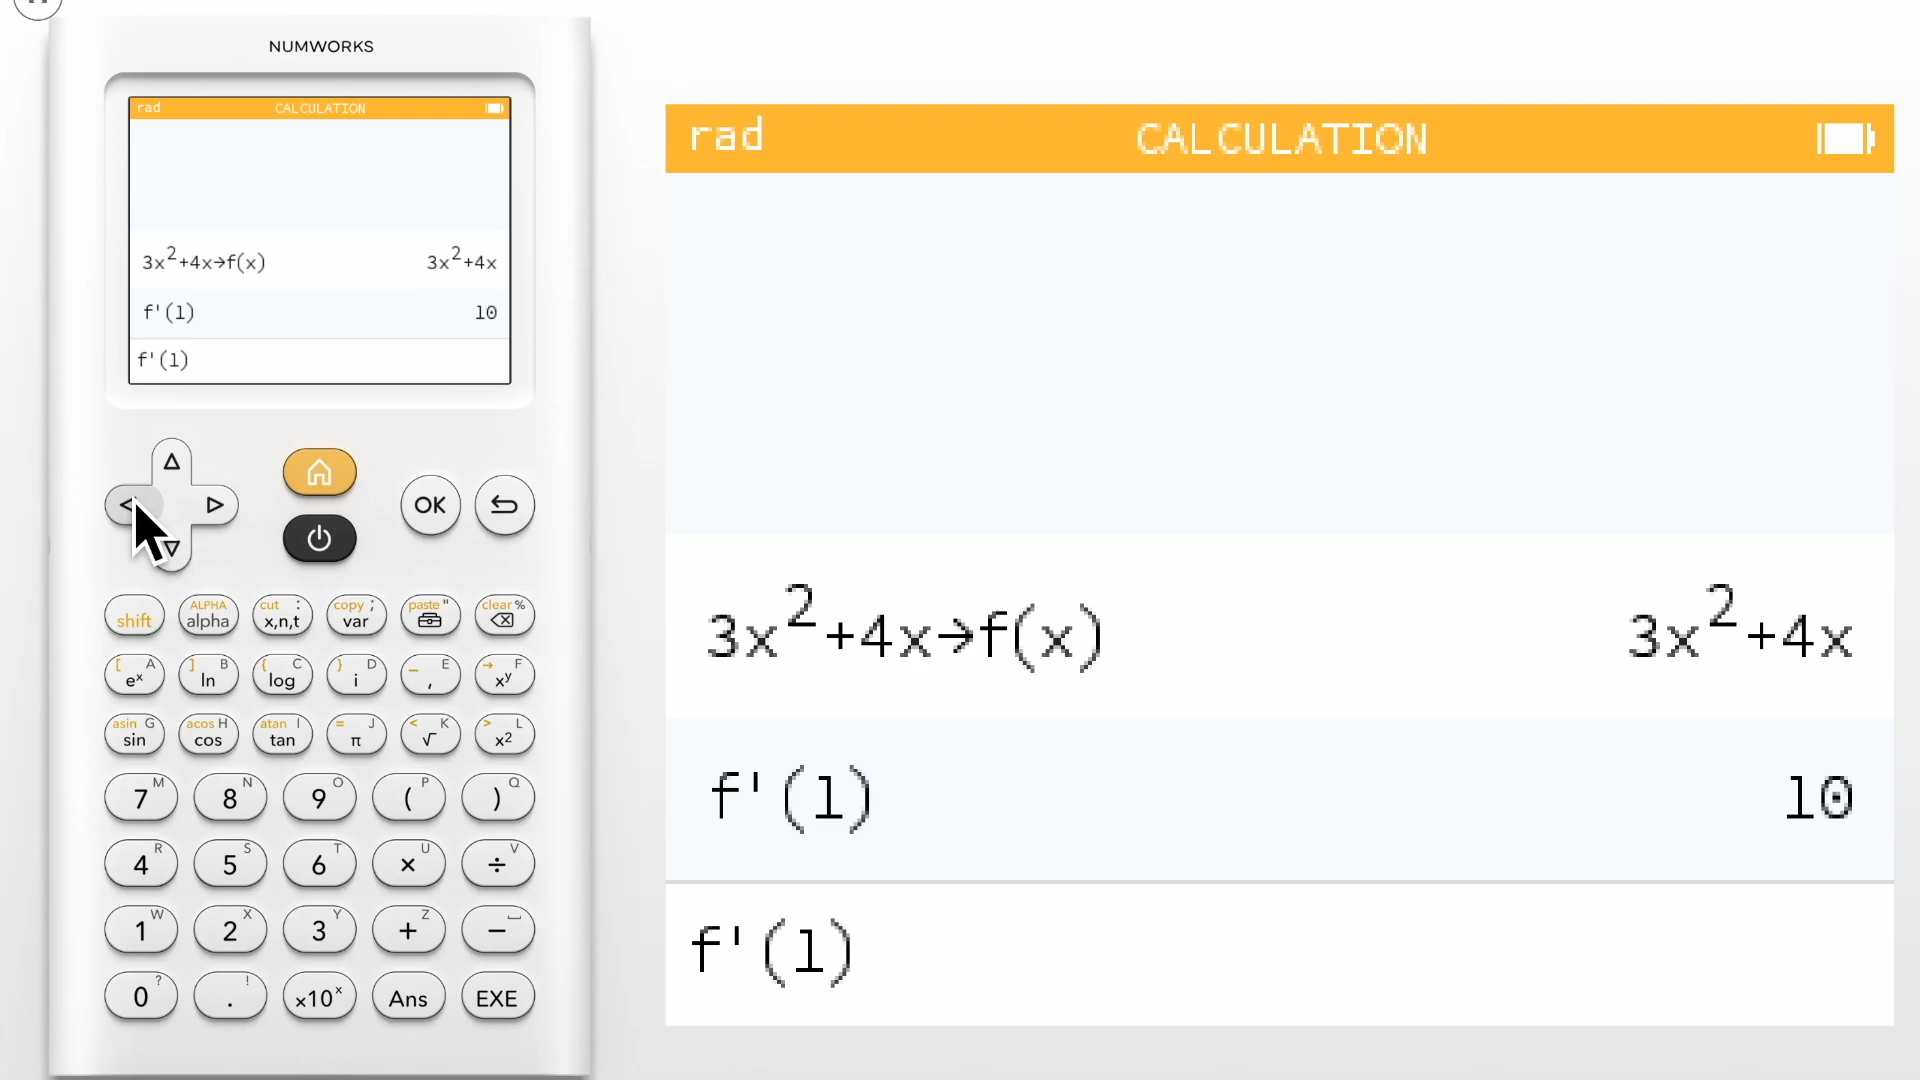 NUMWORKS
rad CALCULATION
3x²+4x→f(x) 3x²+4x
f'(1) 10
f'(1)
OK
shift ALPHA alpha cut : x,n,t copy ; var paste " clear %
[ A eˣ ] B ln { C log } D i _ E , → F xʸ
asin G sin acos H cos atan I tan = J π < K √ > L x²
7 M 8 N 9 O ( P ) Q
4 R 5 S 6 T × U ÷ V
1 W 2 X 3 Y + Z −
0 ? . ! ×10ˣ Ans EXE
rad CALCULATION
3x²+4x→f(x) 3x²+4x
f'(1) 10
f'(1)